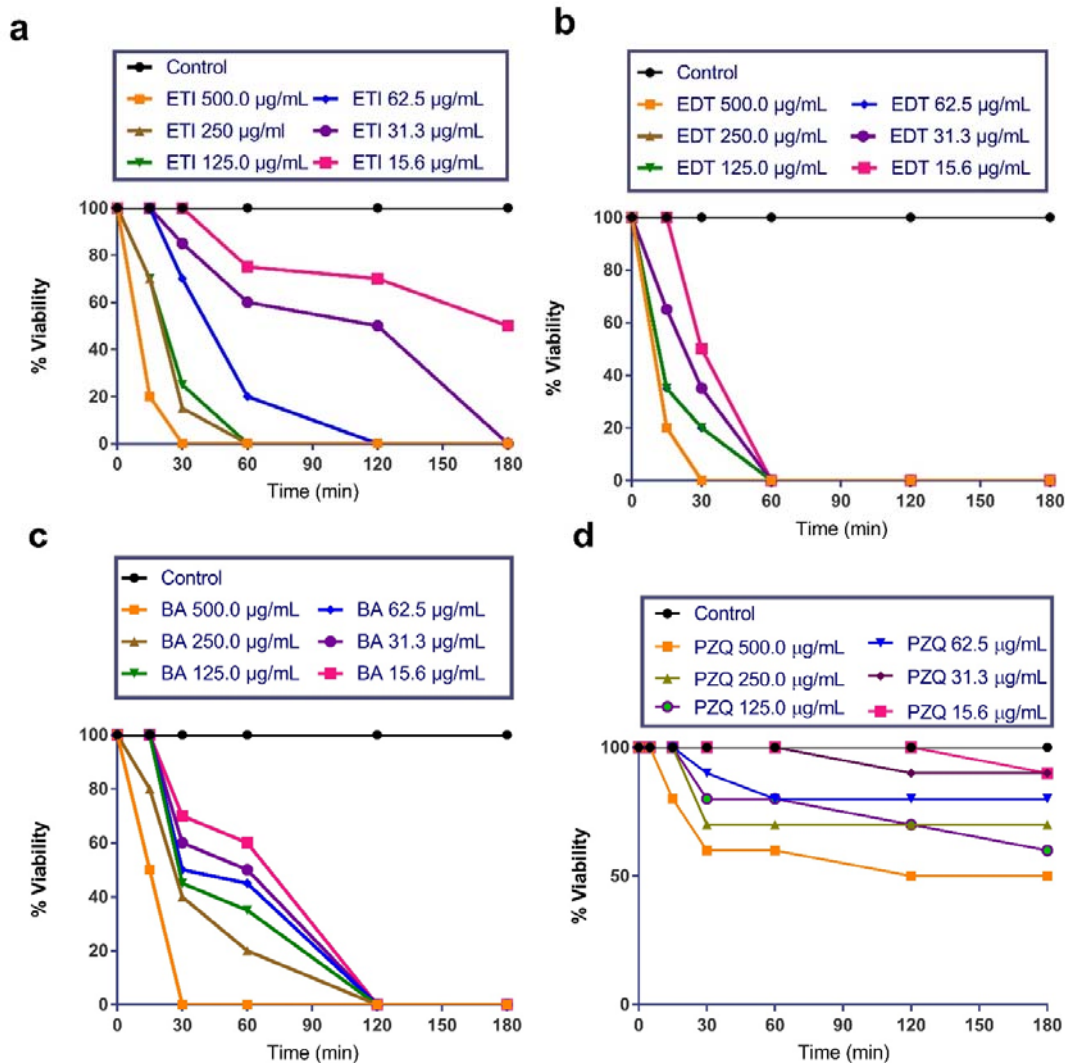 a
Control
ETI 500.0 µg/mL ETI 62.5 µg/mL
ETI 250 µg/ml ETI 31.3 µg/mL
ETI 125.0 µg/mL ETI 15.6 µg/mL
100
80
60
40
20
0
% Viability
0 30 60 90 120 150 180
Time (min)
b
Control
EDT 500.0 µg/mL EDT 62.5 µg/mL
EDT 250.0 µg/mL EDT 31.3 µg/mL
EDT 125.0 µg/mL EDT 15.6 µg/mL
100
80
60
40
20
0
% Viability
0 30 60 90 120 150 180
Time (min)
c
Control
BA 500.0 µg/mL BA 62.5 µg/mL
BA 250.0 µg/mL BA 31.3 µg/mL
BA 125.0 µg/mL BA 15.6 µg/mL
100
80
60
40
20
0
% Viability
0 30 60 90 120 150 180
Time (min)
d
Control
PZQ 500.0 µg/mL PZQ 62.5 µg/mL
PZQ 250.0 µg/mL PZQ 31.3 µg/mL
PZQ 125.0 µg/mL PZQ 15.6 µg/mL
100
50
0
% Viability
0 30 60 90 120 150 180
Time (min)